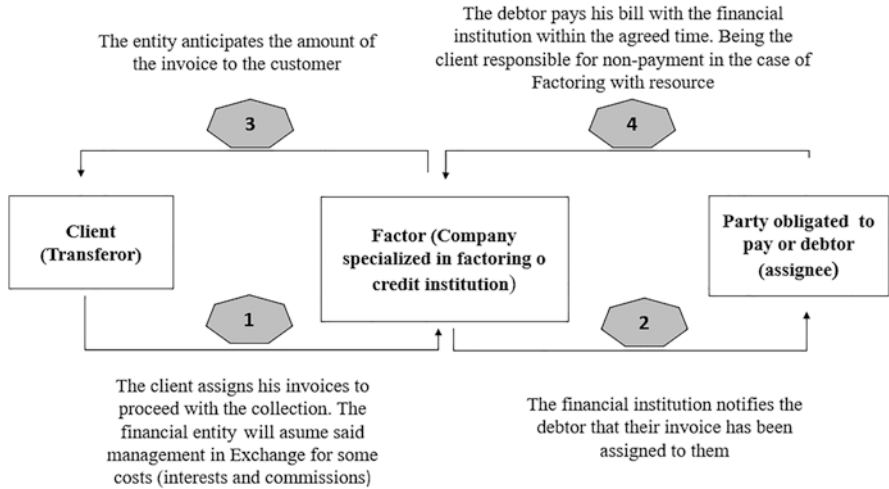 The entity anticipates the amount of
the invoice to the customer
The debtor pays his bill with the financial
institution within the agreed time. Being the
client responsible for non-payment in the case of
Factoring with resource
3
4
Client
(Transferor)
Factor (Company
specialized in factoring o
credit institution)
Party obligated to
pay or debtor
(assignee)
1
2
The client assigns his invoices to
proceed with the collection. The
financial entity will asume said
management in Exchange for some
costs (interests and commissions)
The financial institution notifies the
debtor that their invoice has been
assigned to them